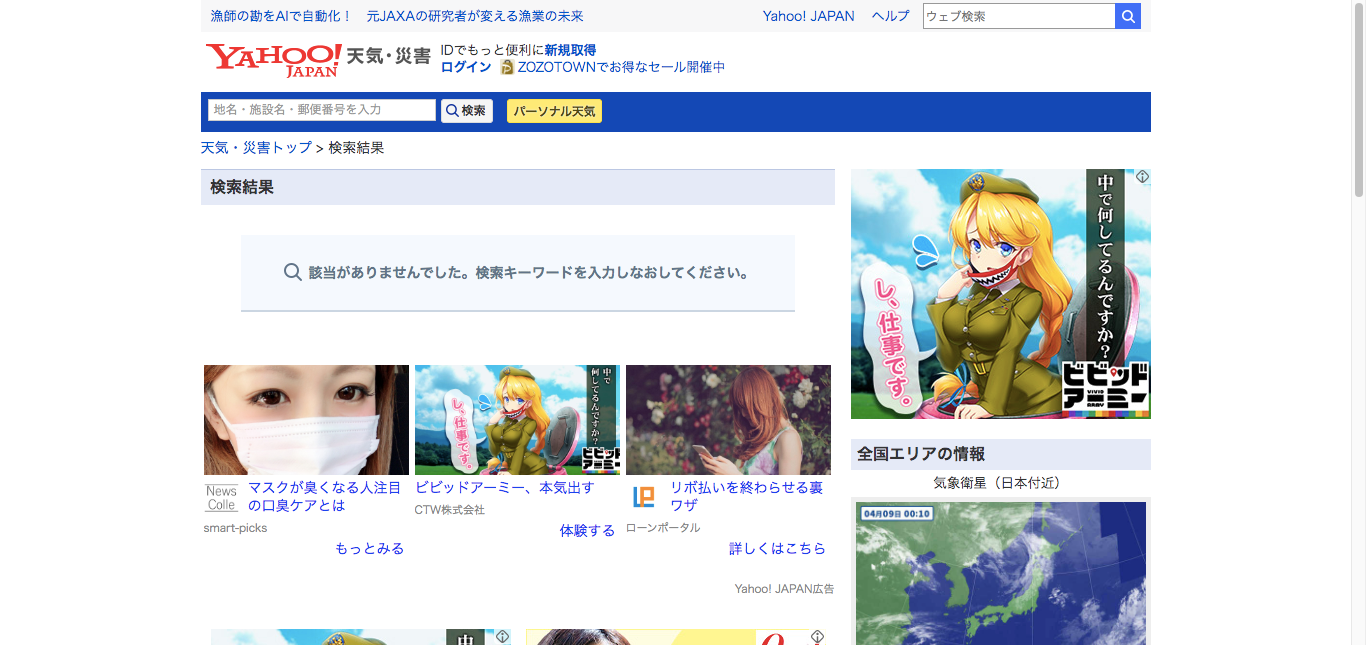 漁師の勘をAIで自動化！　元JAXAの研究者が変える漁業の未来
Yahoo! JAPAN ヘルプ
ウェブ検索
YAHOO! JAPAN 天気・災害
IDでもっと便利に新規取得
ログイン ZOZOTOWNでお得なセール開催中
地名・施設名・郵便番号を入力 検索 パーソナル天気
天気・災害トップ > 検索結果
検索結果
該当がありませんでした。検索キーワードを入力しなおしてください。
中で何してるんですか？
し、仕事です。
ビビッドアーミー
VIVID ARMY
中で何してるんですか？
し、仕事です。
ビビッドアーミー
News Colle
マスクが臭くなる人注目の口臭ケアとは
smart-picks
もっとみる
ビビッドアーミー、本気出す
CTW株式会社
体験する
リボ払いを終わらせる裏ワザ
ローンポータル
詳しくはこちら
Yahoo! JAPAN広告
全国エリアの情報
気象衛星（日本付近）
04月09日 00:10
中